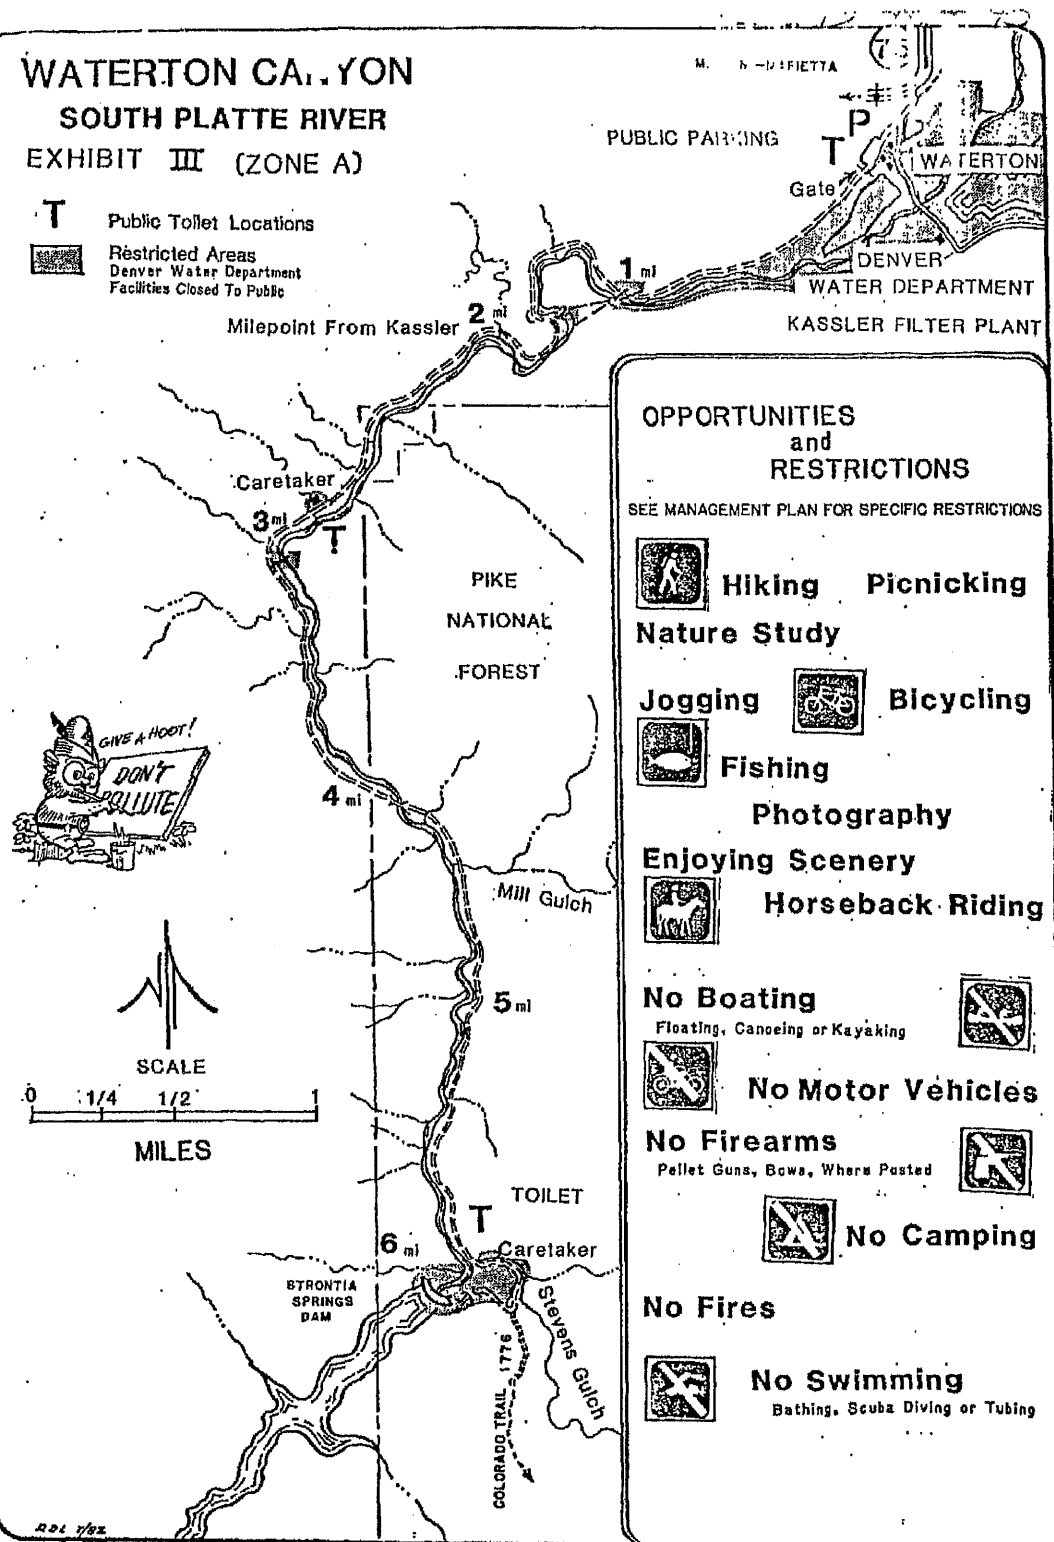 WATERTON CA YON
SOUTH PLATTE RIVER
EXHIBIT III (ZONE A)
T Public Toilet Locations
Restricted Areas
Denver Water Department
Facilities Closed To Public
75
PUBLIC PARKING
P
T
Gate
WATERTON
DENVER
WATER DEPARTMENT
KASSLER FILTER PLANT
1 mi
2 mi
Milepoint From Kassler
Caretaker
3 mi
T
PIKE
NATIONAL
FOREST
GIVE A HOOT!
DON'T
POLLUTE
4 mi
Mill Gulch
5 mi
SCALE
0 1/4 1/2 1
MILES
TOILET
T
6 mi
Caretaker
STRONTIA
SPRINGS
DAM
Stevens Gulch
COLORADO TRAIL 1776
OPPORTUNITIES
and
RESTRICTIONS
SEE MANAGEMENT PLAN FOR SPECIFIC RESTRICTIONS
Hiking Picnicking
Nature Study
Jogging Bicycling
Fishing
Photography
Enjoying Scenery
Horseback Riding
No Boating
Floating, Canoeing or Kayaking
No Motor Vehicles
No Firearms
Pellet Guns, Bows, Where Posted
No Camping
No Fires
No Swimming
Bathing, Scuba Diving or Tubing